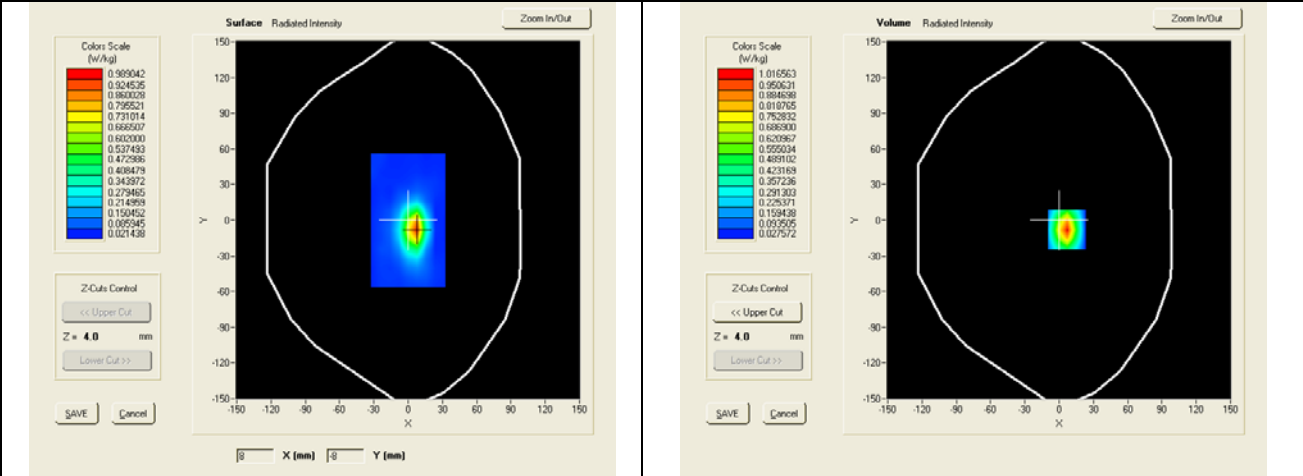 Surface Radiated Intensity
Zoom In/Out
Colors Scale
(W/kg)
0.989042
0.924535
0.860028
0.795521
0.731014
0.666507
0.602000
0.537493
0.472986
0.408479
0.343972
0.279465
0.214959
0.150452
0.085945
0.021438
Z-Cuts Control
<< Upper Cut
Z = 4.0 mm
Lower Cut >>
SAVE Cancel
150
120
90
60
30
0
-30
-60
-90
-120
-150
Y
-150 -120 -90 -60 -30 0 30 60 90 120 150
X
8 X (mm) -8 Y (mm)
Volume Radiated Intensity
Zoom In/Out
Colors Scale
(W/kg)
1.016563
0.950631
0.884698
0.818765
0.752832
0.686900
0.620967
0.555034
0.489102
0.423169
0.357236
0.291303
0.225371
0.159438
0.093505
0.027572
Z-Cuts Control
<< Upper Cut
Z = 4.0 mm
Lower Cut >>
SAVE Cancel
150
120
90
60
30
0
-30
-60
-90
-120
-150
Y
-150 -120 -90 -60 -30 0 30 60 90 120 150
X